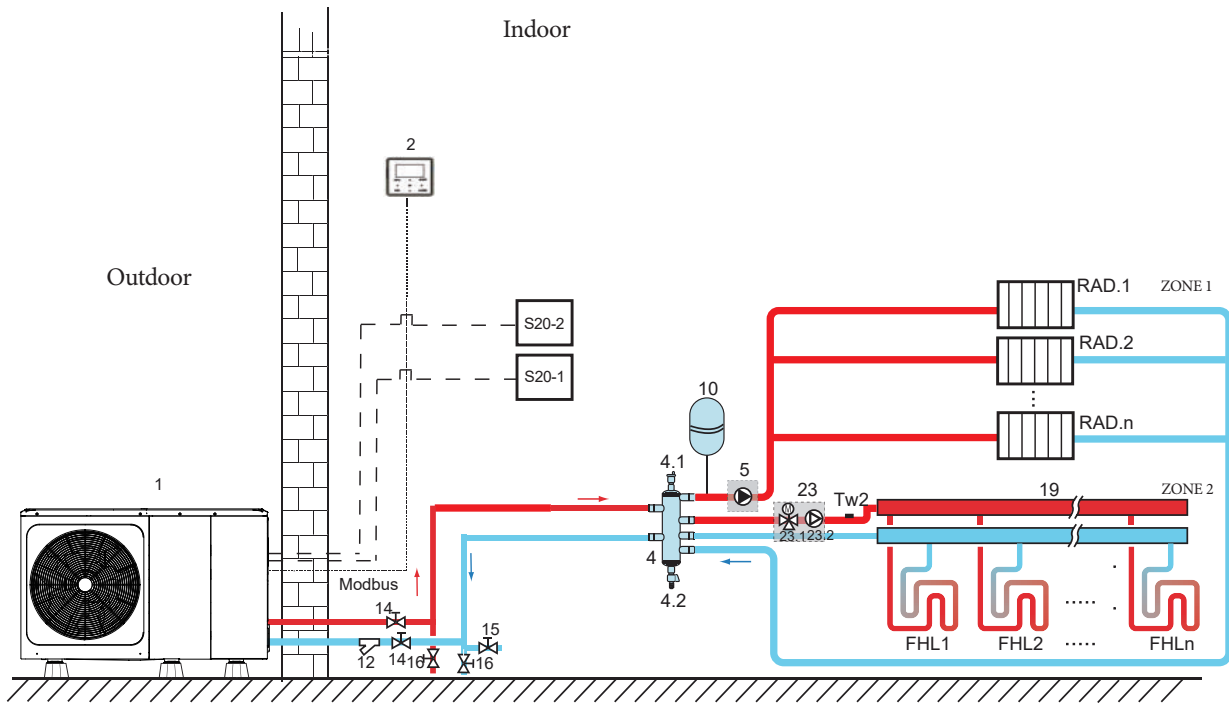 Indoor
2
Outdoor
RAD.1
ZONE 1
S20-2
RAD.2
S20-1
10
RAD.n
4.1
5
1
23
19
ZONE 2
Tw2
M
23.1
23.2
4
Modbus
4.2
14
15
12
14
16
16
FHL1
FHL2
FHLn